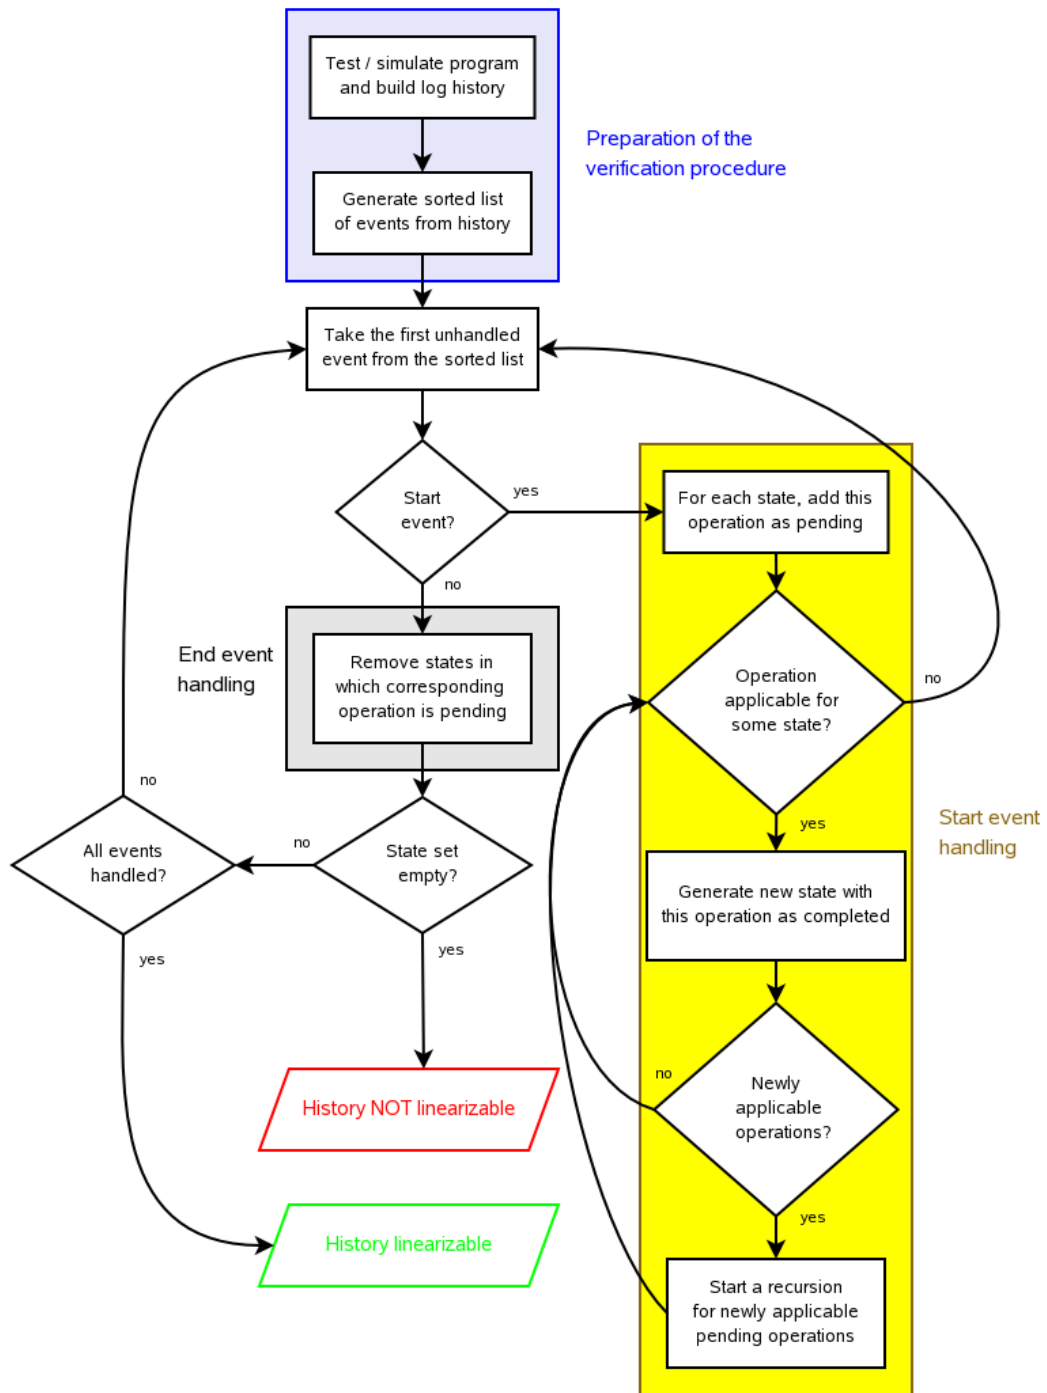 Test / simulate program
and build log history
Preparation of the
verification procedure
Generate sorted list
of events from history
Take the first unhandled
event from the sorted list
Start
event?
yes
no
For each state, add this
operation as pending
End event
handling
Remove states in
which corresponding
operation is pending
Operation
applicable for
some state?
no
yes
Start event
handling
no
All events
handled?
yes
no
State set
empty?
yes
Generate new state with
this operation as completed
Newly
applicable
operations?
no
yes
History NOT linearizable
History linearizable
Start a recursion
for newly applicable
pending operations